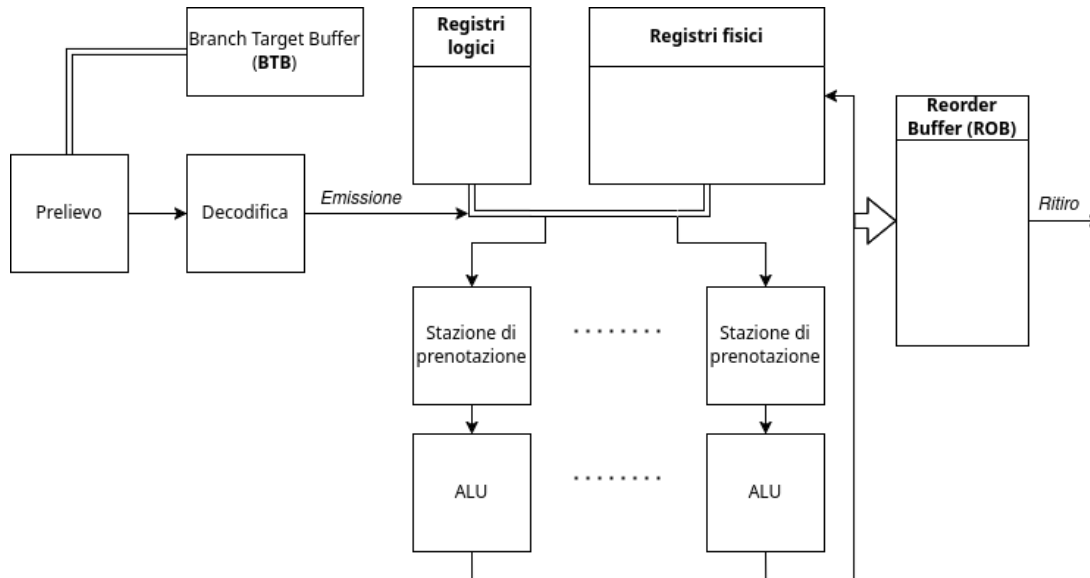 Branch Target Buffer
(BTB)
Registri
logici
Registri fisici
Reorder
Buffer (ROB)
Prelievo
Decodifica
Emissione
Ritiro
Stazione di
prenotazione
Stazione di
prenotazione
ALU
ALU